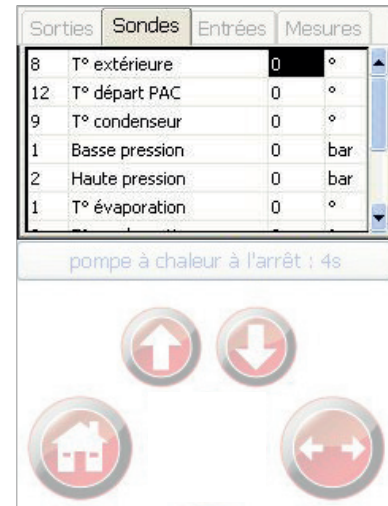 Sorties Sondes Entrées Mesures
8 T° extérieure 0 °
12 T° départ PAC 0 °
9 T° condenseur 0 °
1 Basse pression 0 bar
2 Haute pression 0 bar
1 T° évaporation 0 °
pompe à chaleur à l'arrêt : 4s